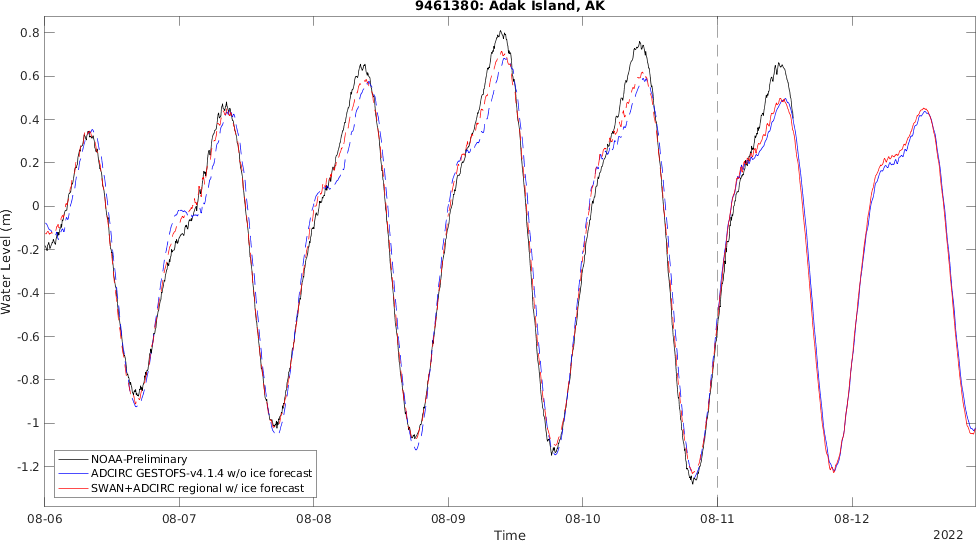 9461380: Adak Island, AK
0.8
0.6
0.4
0.2
0
-0.2
-0.4
-0.6
-0.8
-1
-1.2
Water Level (m)
NOAA-Preliminary
ADCIRC GESTOFS-v4.1.4 w/o ice forecast
SWAN+ADCIRC regional w/ ice forecast
08-06 08-07 08-08 08-09 08-10 08-11 08-12
Time
2022